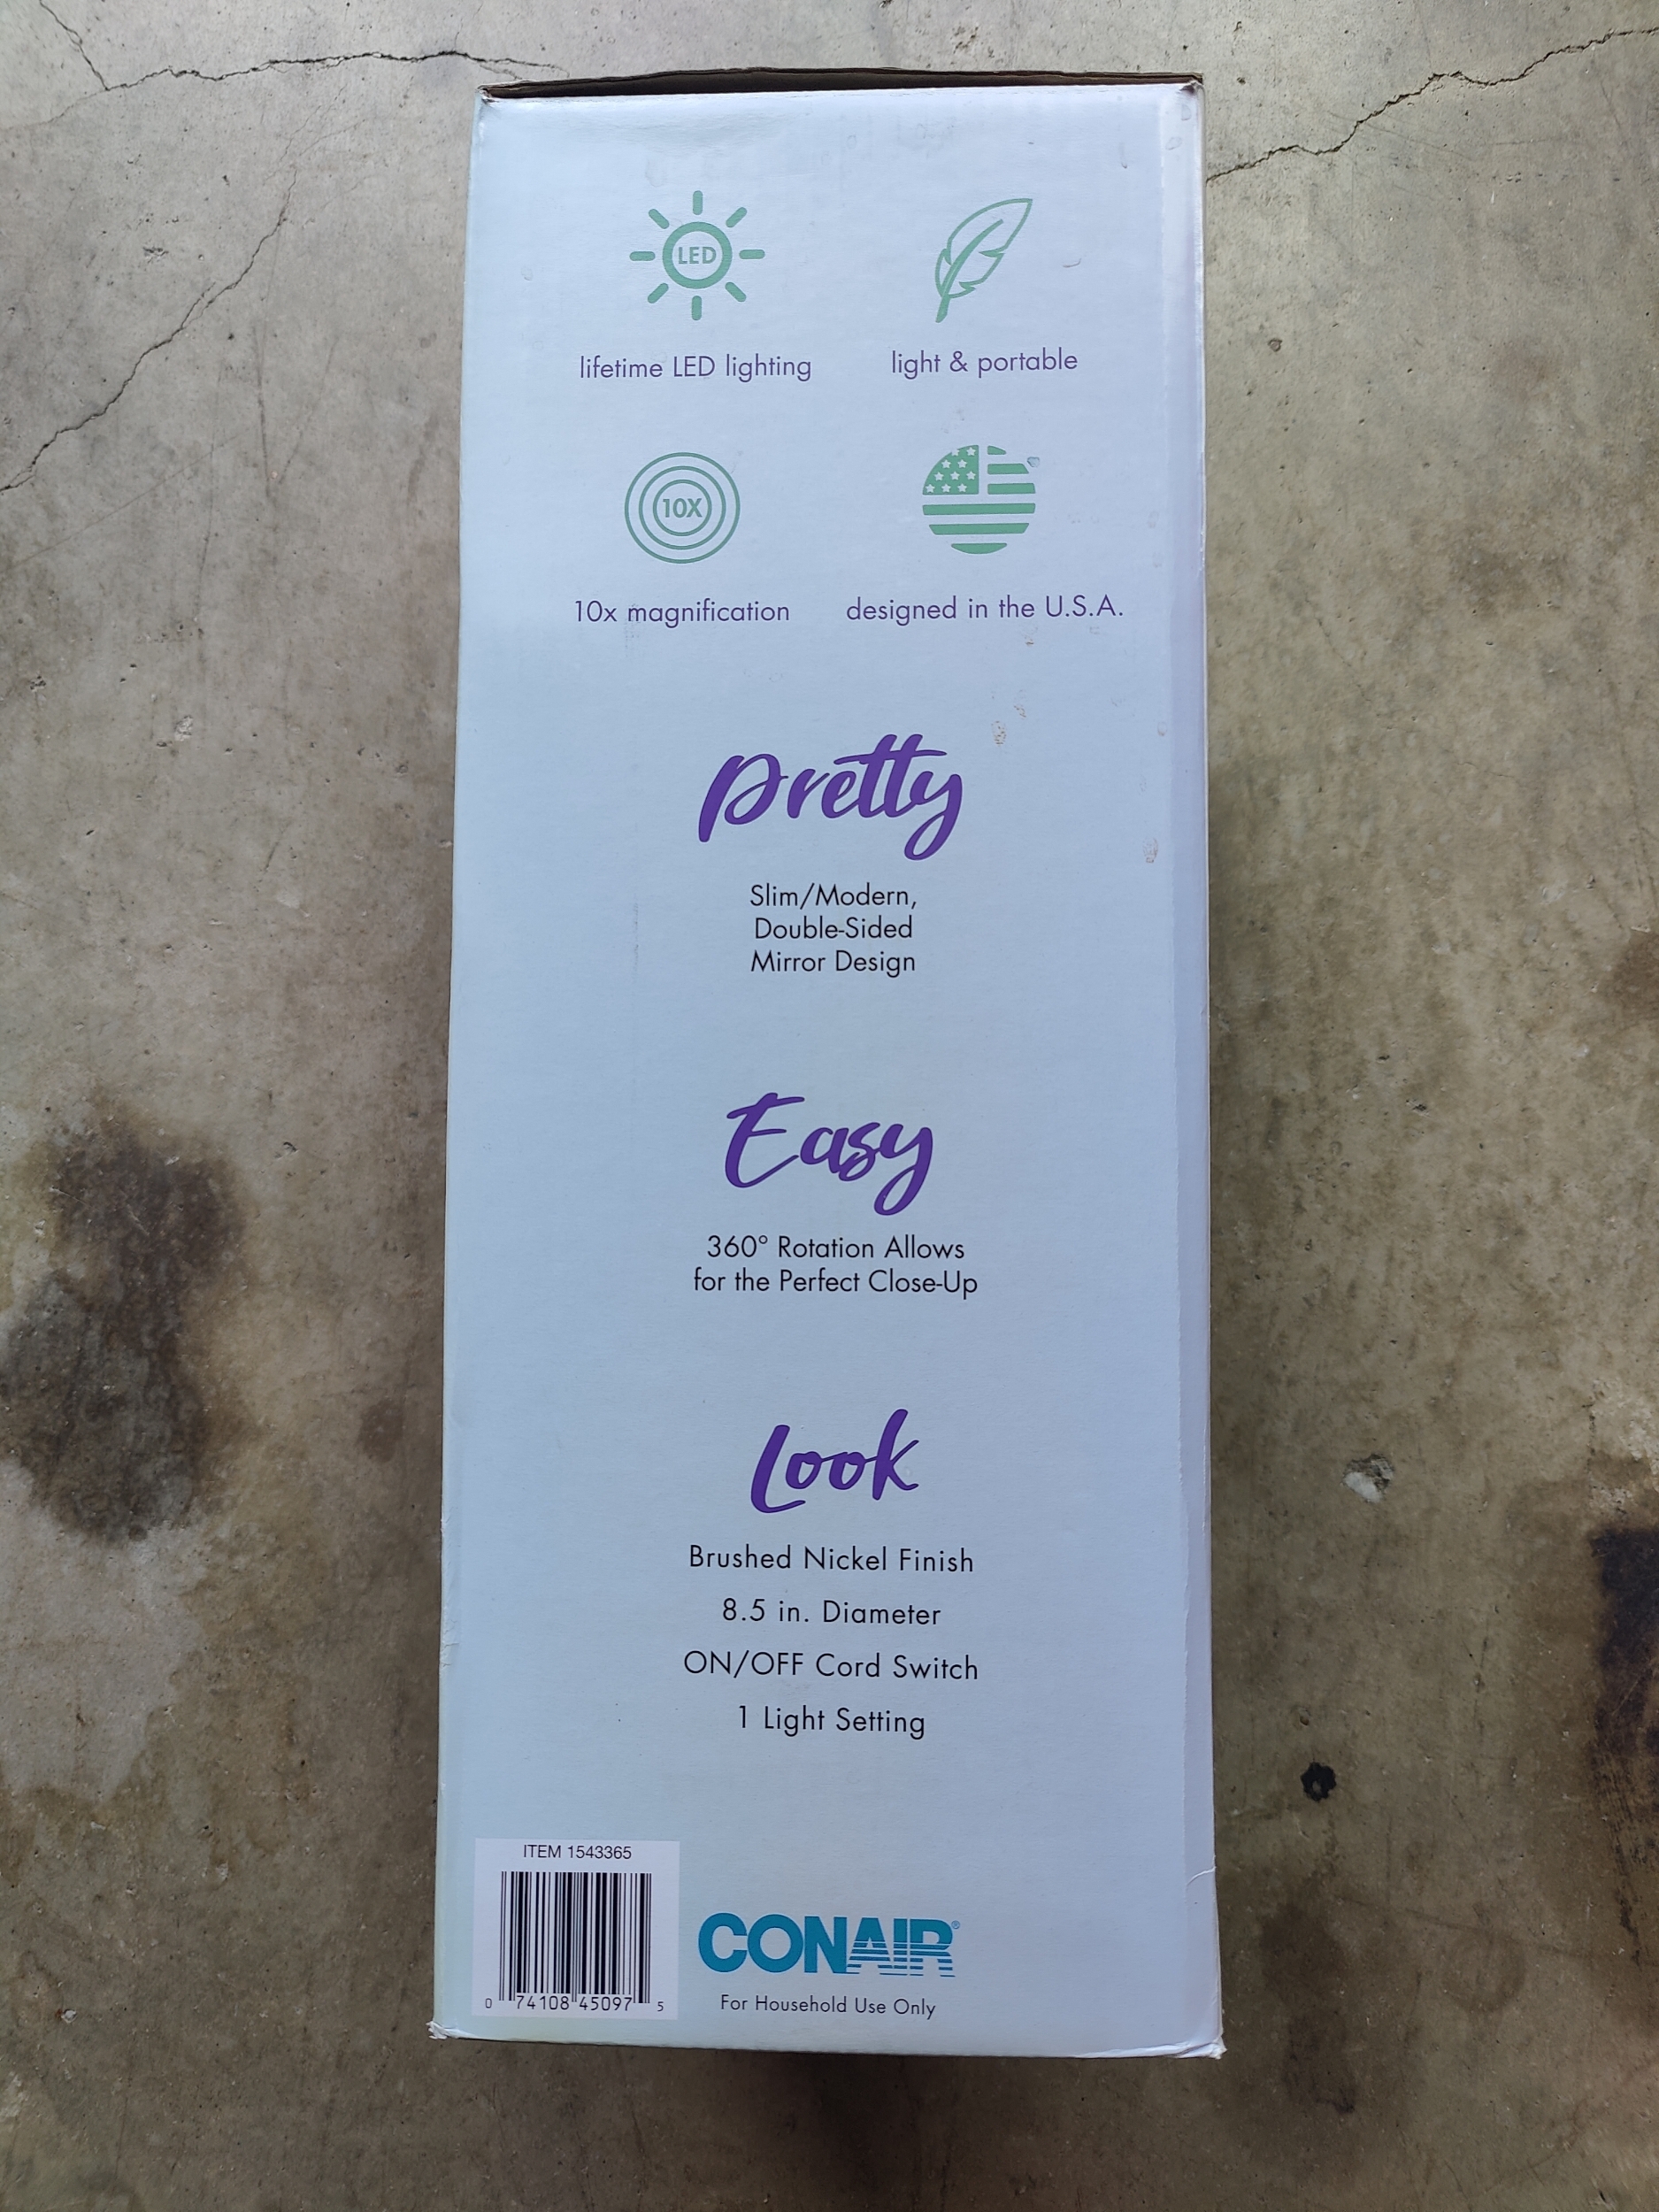 LED
lifetime LED lighting
light & portable
10X
10x magnification
designed in the U.S.A.
Pretty
Slim/Modern,
Double-Sided
Mirror Design
Easy
360° Rotation Allows
for the Perfect Close-Up
Look
Brushed Nickel Finish
8.5 in. Diameter
ON/OFF Cord Switch
1 Light Setting
ITEM 1543365
0 74108 45097 5
CONAIR®
For Household Use Only